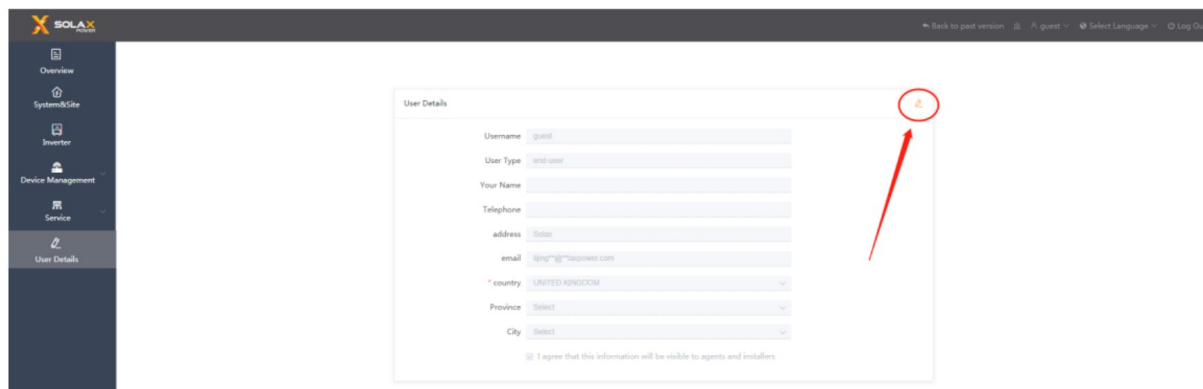 SOLAX
POWER
Back to past version guest Select Language Log Ou
Overview
System&Site
Inverter
Device Management
Service
User Details
User Details
Username guest
User Type end-user
Your Name
Telephone
address Solax
email
* country UNITED KINGDOM
Province Select
City Select
I agree that this information will be visible to agents and installers